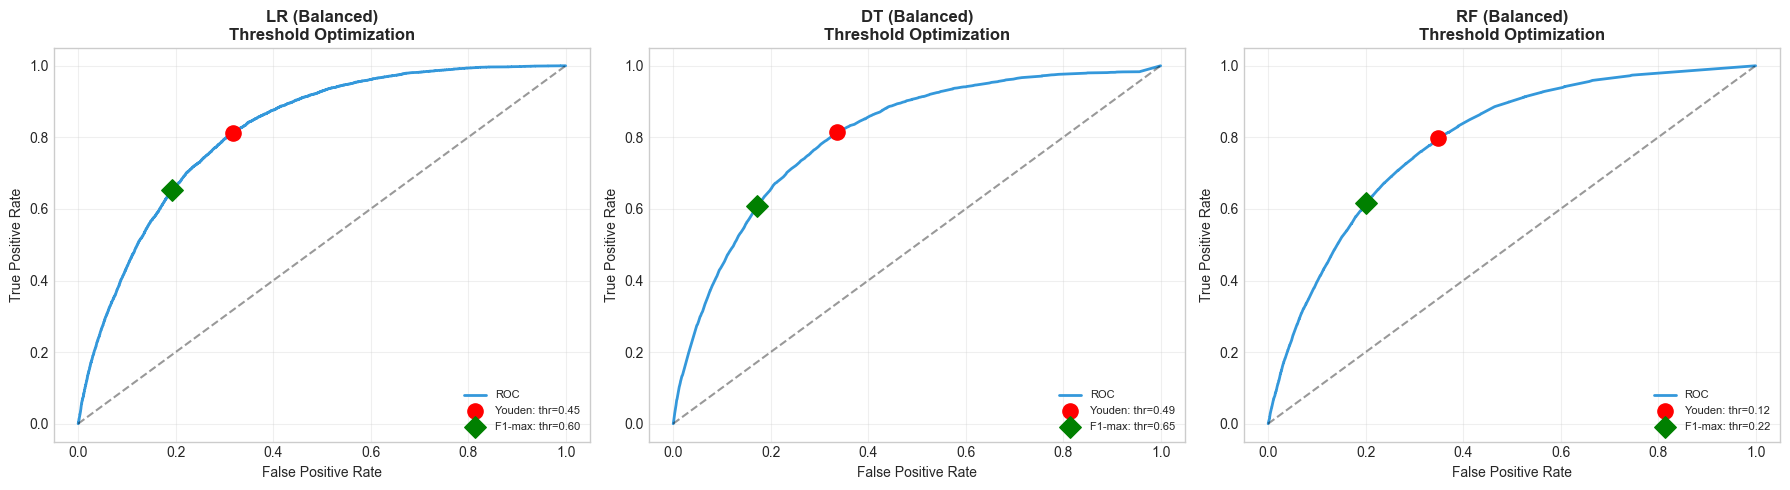 LR (Balanced)
Threshold Optimization
True Positive Rate
1.0
0.8
0.6
0.4
0.2
0.0
0.0 0.2 0.4 0.6 0.8 1.0
False Positive Rate
ROC
Youden: thr=0.45
F1-max: thr=0.60
DT (Balanced)
Threshold Optimization
True Positive Rate
1.0
0.8
0.6
0.4
0.2
0.0
0.0 0.2 0.4 0.6 0.8 1.0
False Positive Rate
ROC
Youden: thr=0.49
F1-max: thr=0.65
RF (Balanced)
Threshold Optimization
True Positive Rate
1.0
0.8
0.6
0.4
0.2
0.0
0.0 0.2 0.4 0.6 0.8 1.0
False Positive Rate
ROC
Youden: thr=0.12
F1-max: thr=0.22